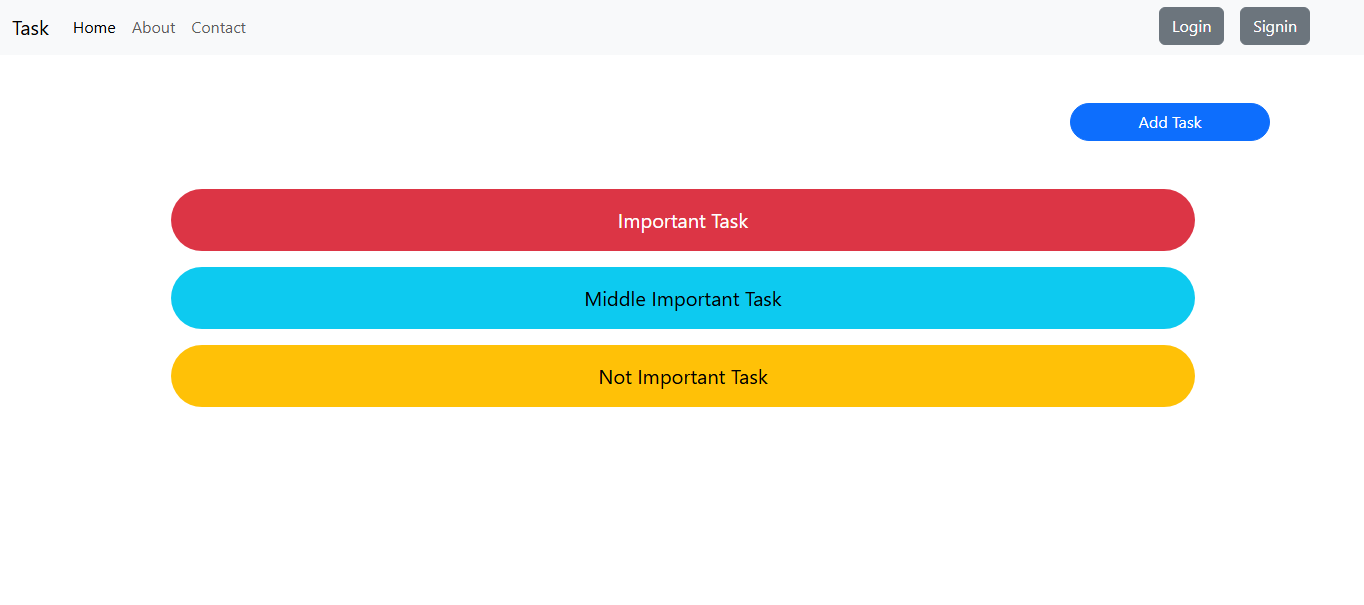 Task Home About Contact Login Signin
Add Task
Important Task
Middle Important Task
Not Important Task